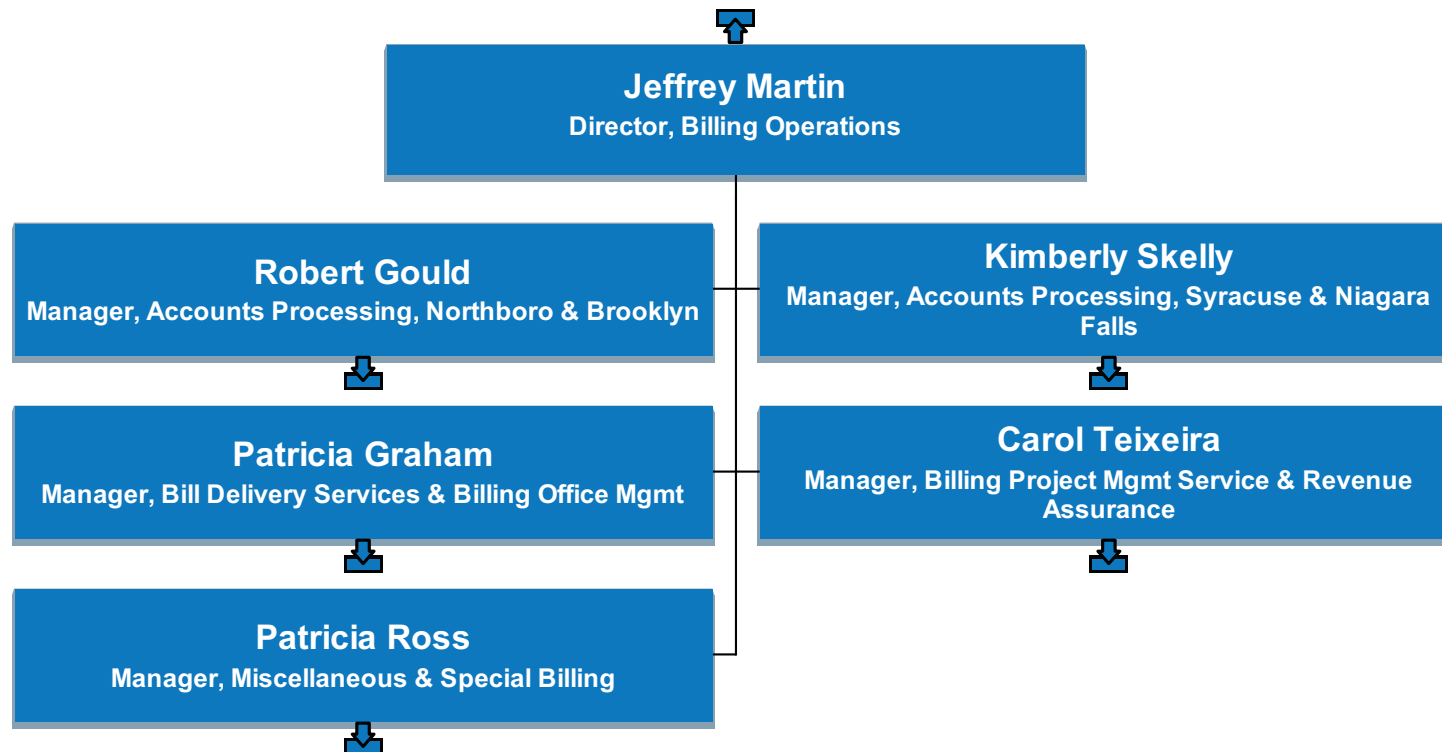 Jeffrey Martin
Director, Billing Operations
Robert Gould
Manager, Accounts Processing, Northboro & Brooklyn
Kimberly Skelly
Manager, Accounts Processing, Syracuse & Niagara
Falls
Patricia Graham
Manager, Bill Delivery Services & Billing Office Mgmt
Carol Teixeira
Manager, Billing Project Mgmt Service & Revenue
Assurance
Patricia Ross
Manager, Miscellaneous & Special Billing